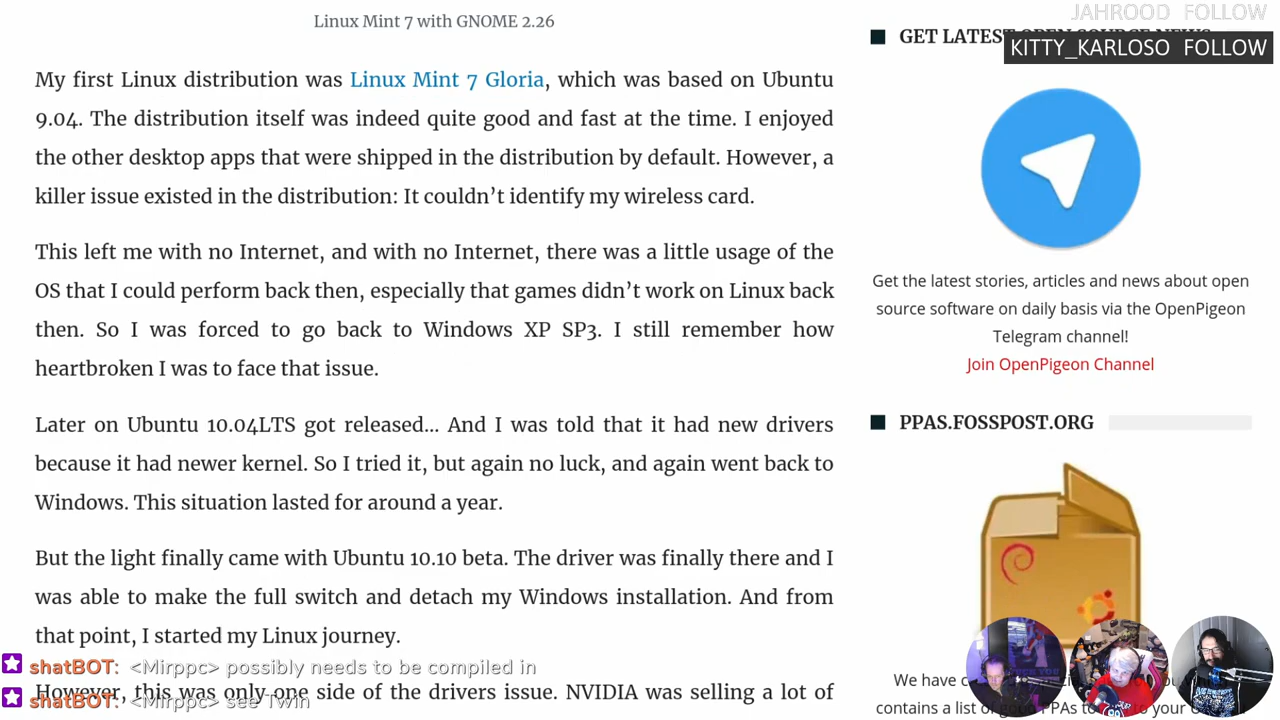 Linux Mint 7 with GNOME 2.26
My first Linux distribution was Linux Mint 7 Gloria, which was based on Ubuntu
9.04. The distribution itself was indeed quite good and fast at the time. I enjoyed
the other desktop apps that were shipped in the distribution by default. However, a
killer issue existed in the distribution: It couldn’t identify my wireless card.
This left me with no Internet, and with no Internet, there was a little usage of the
OS that I could perform back then, especially that games didn’t work on Linux back
then. So I was forced to go back to Windows XP SP3. I still remember how
heartbroken I was to face that issue.
Later on Ubuntu 10.04LTS got released… And I was told that it had new drivers
because it had newer kernel. So I tried it, but again no luck, and again went back to
Windows. This situation lasted for around a year.
But the light finally came with Ubuntu 10.10 beta. The driver was finally there and I
was able to make the full switch and detach my Windows installation. And from
that point, I started my Linux journey.
However, this was only one side of the drivers issue. NVIDIA was selling a lot of
shatBOT: <Mirppc> possibly needs to be compiled in
shatBOT: <Mirppc> see Twin
JAHROOD FOLLOW
KITTY_KARLOSO FOLLOW
GET LATEST OPEN SOURCE NEWS
Get the latest stories, articles and news about open
source software on daily basis via the OpenPigeon
Telegram channel!
Join OpenPigeon Channel
PPAS.FOSSPOST.ORG
We have
contains a list of good PPAs to your